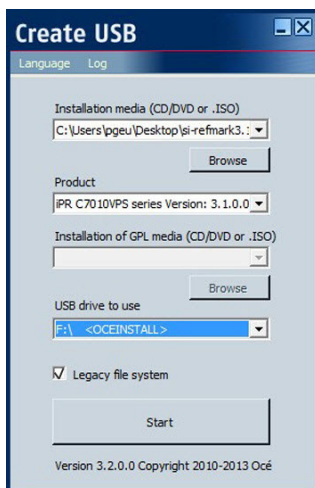 Create USB
Language Log
Installation media (CD/DVD or .ISO)
C:\Users\pgeu\Desktop\si-refmark3.1
Browse
Product
iPR C7010VPS series Version: 3.1.0.0
Installation of GPL media (CD/DVD or .ISO)
Browse
USB drive to use
F:\ <OCEINSTALL>
Legacy file system
Start
Version 3.2.0.0 Copyright 2010-2013 Océ